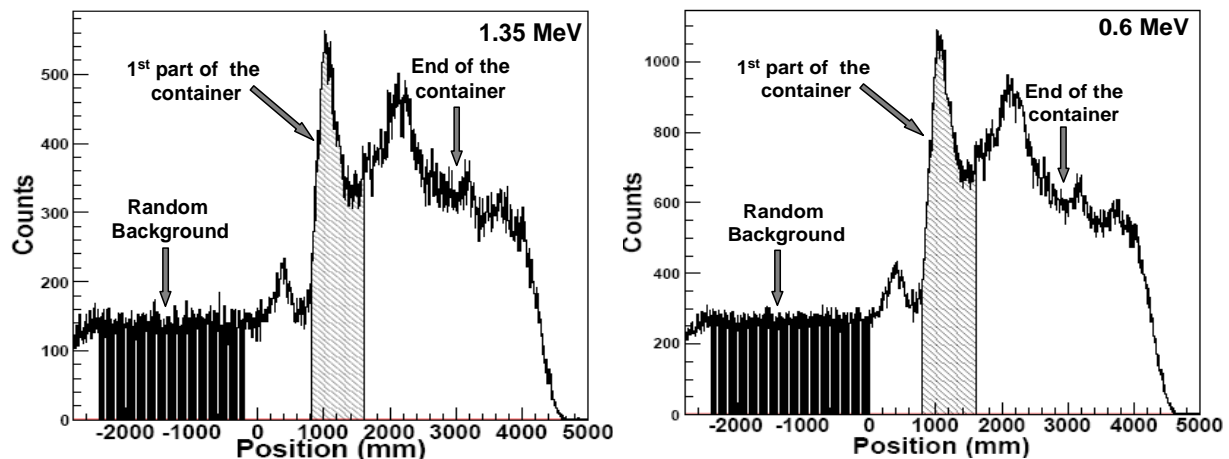 1.35 MeV
1st part of the
container
End of the
container
Random
Background
Counts
500
400
300
200
100
0
-2000 -1000 0 1000 2000 3000 4000 5000
Position (mm)
0.6 MeV
1st part of the
container
End of the
container
Random
Background
Counts
1000
800
600
400
200
0
-2000 -1000 0 1000 2000 3000 4000 5000
Position (mm)